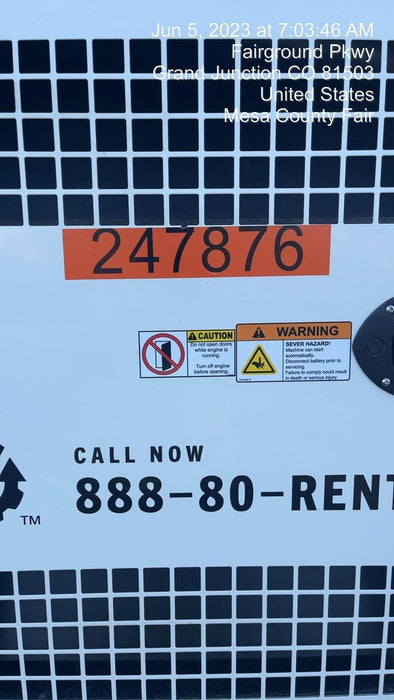 Jun 5, 2023 at 7:03:46 AM
Fairground Pkwy
Grand Junction CO 81503
United States
Mesa County Fair
247876
CAUTION
Do not open doors
while engine is
running.
Turn off engine
before opening.
WARNING
SEVER HAZARD!
Machine can start
automatically.
Disconnect battery prior to
servicing.
Failure to comply could result
in death or serious injury.
CALL NOW
888-80-RENT
TM